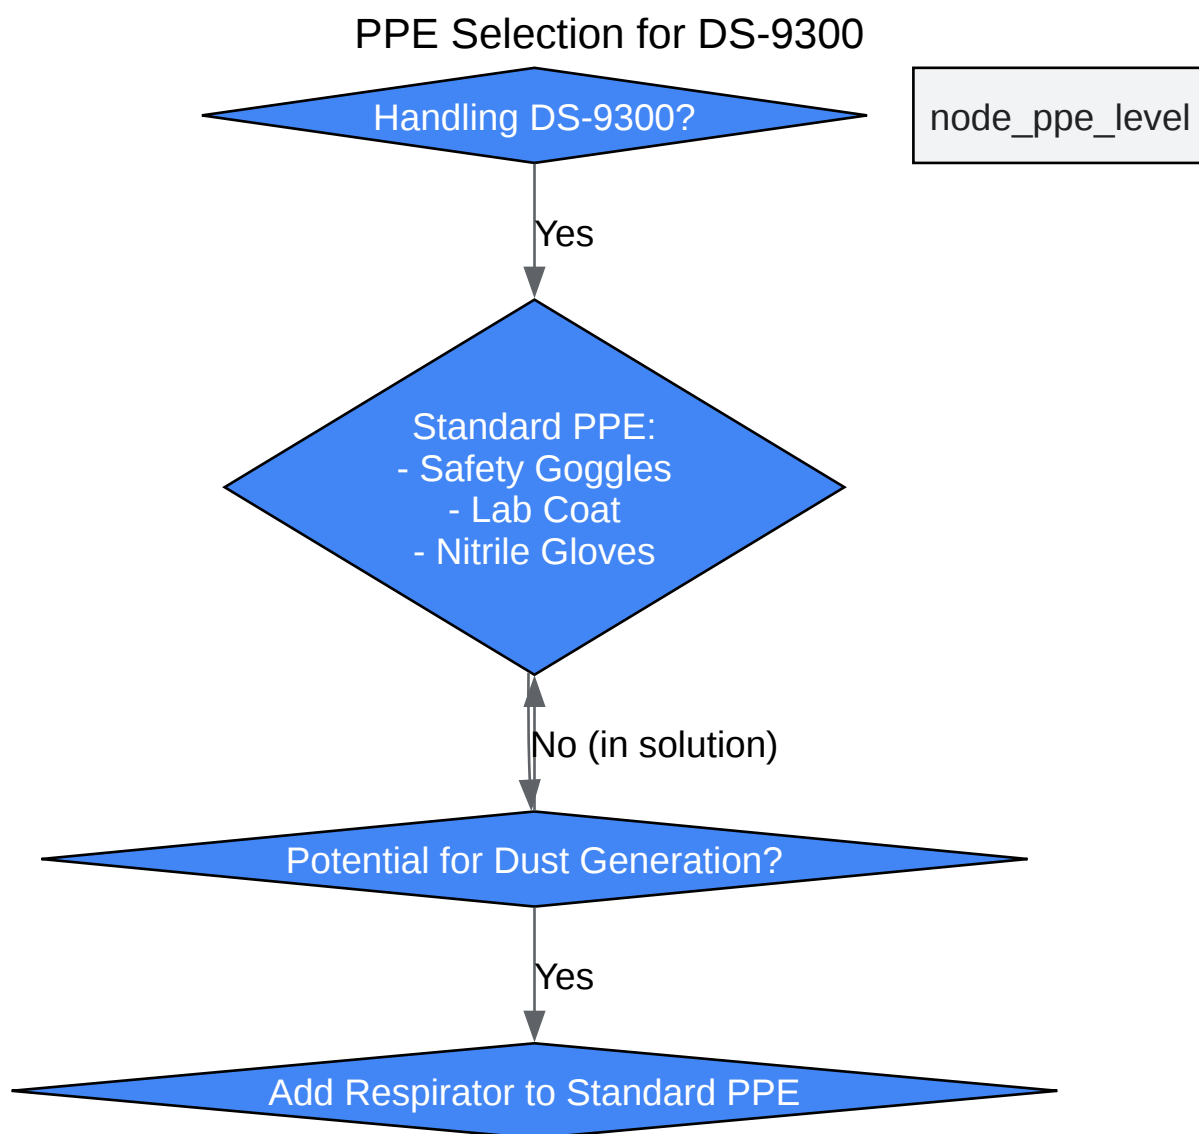 PPE Selection for DS-9300
Handling DS-9300?
node_ppe_level
Yes
Standard PPE:
- Safety Goggles
- Lab Coat
- Nitrile Gloves
No (in solution)
Potential for Dust Generation?
Yes
Add Respirator to Standard PPE